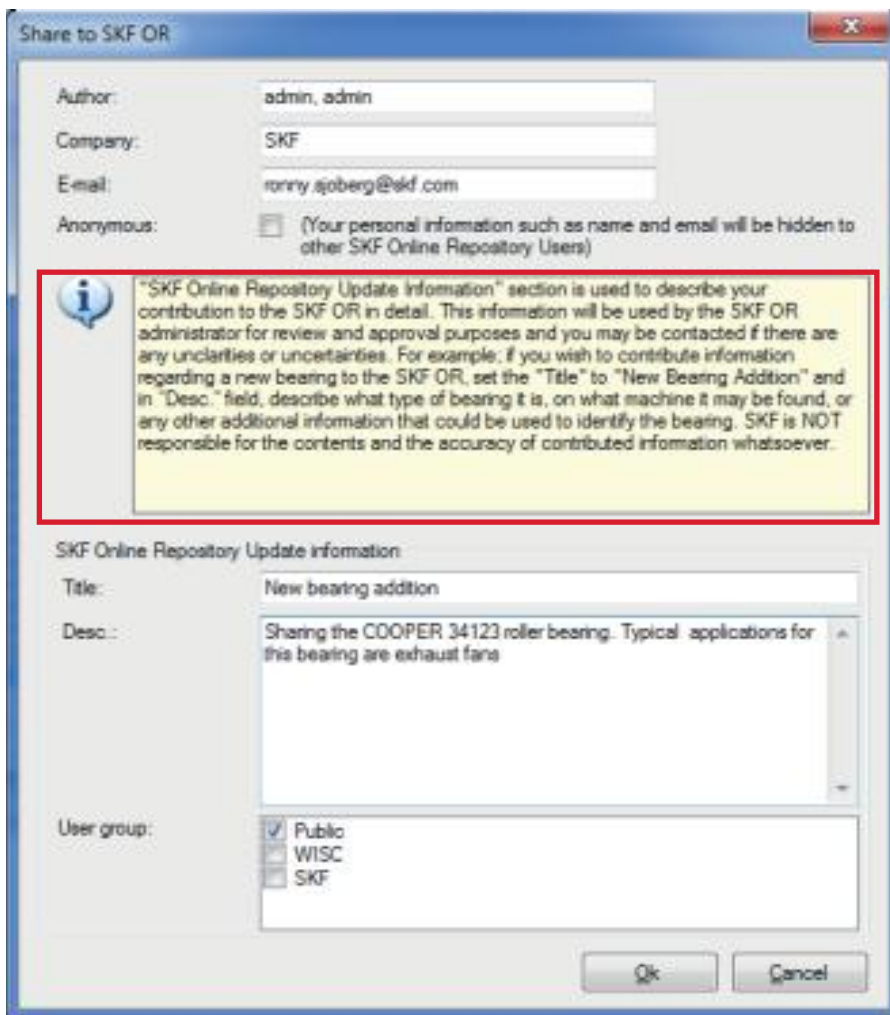 Share to SKF OR
Author: admin, admin
Company: SKF
E-mail: ronny.sjoberg@skf.com
Anonymous: (Your personal information such as name and email will be hidden to
other SKF Online Repository Users)
"SKF Online Repository Update Information" section is used to describe your
contribution to the SKF OR in detail. This information will be used by the SKF OR
administrator for review and approval purposes and you may be contacted if there are
any unclarities or uncertainties. For example; if you wish to contribute information
regarding a new bearing to the SKF OR, set the "Title" to "New Bearing Addition" and
in "Desc." field, describe what type of bearing it is, on what machine it may be found, or
any other additional information that could be used to identify the bearing. SKF is NOT
responsible for the contents and the accuracy of contributed information whatsoever.
SKF Online Repository Update information
Title: New bearing addition
Desc.: Sharing the COOPER 34123 roller bearing. Typical applications for
this bearing are exhaust fans
User group: Public
WISC
SKF
Ok Cancel